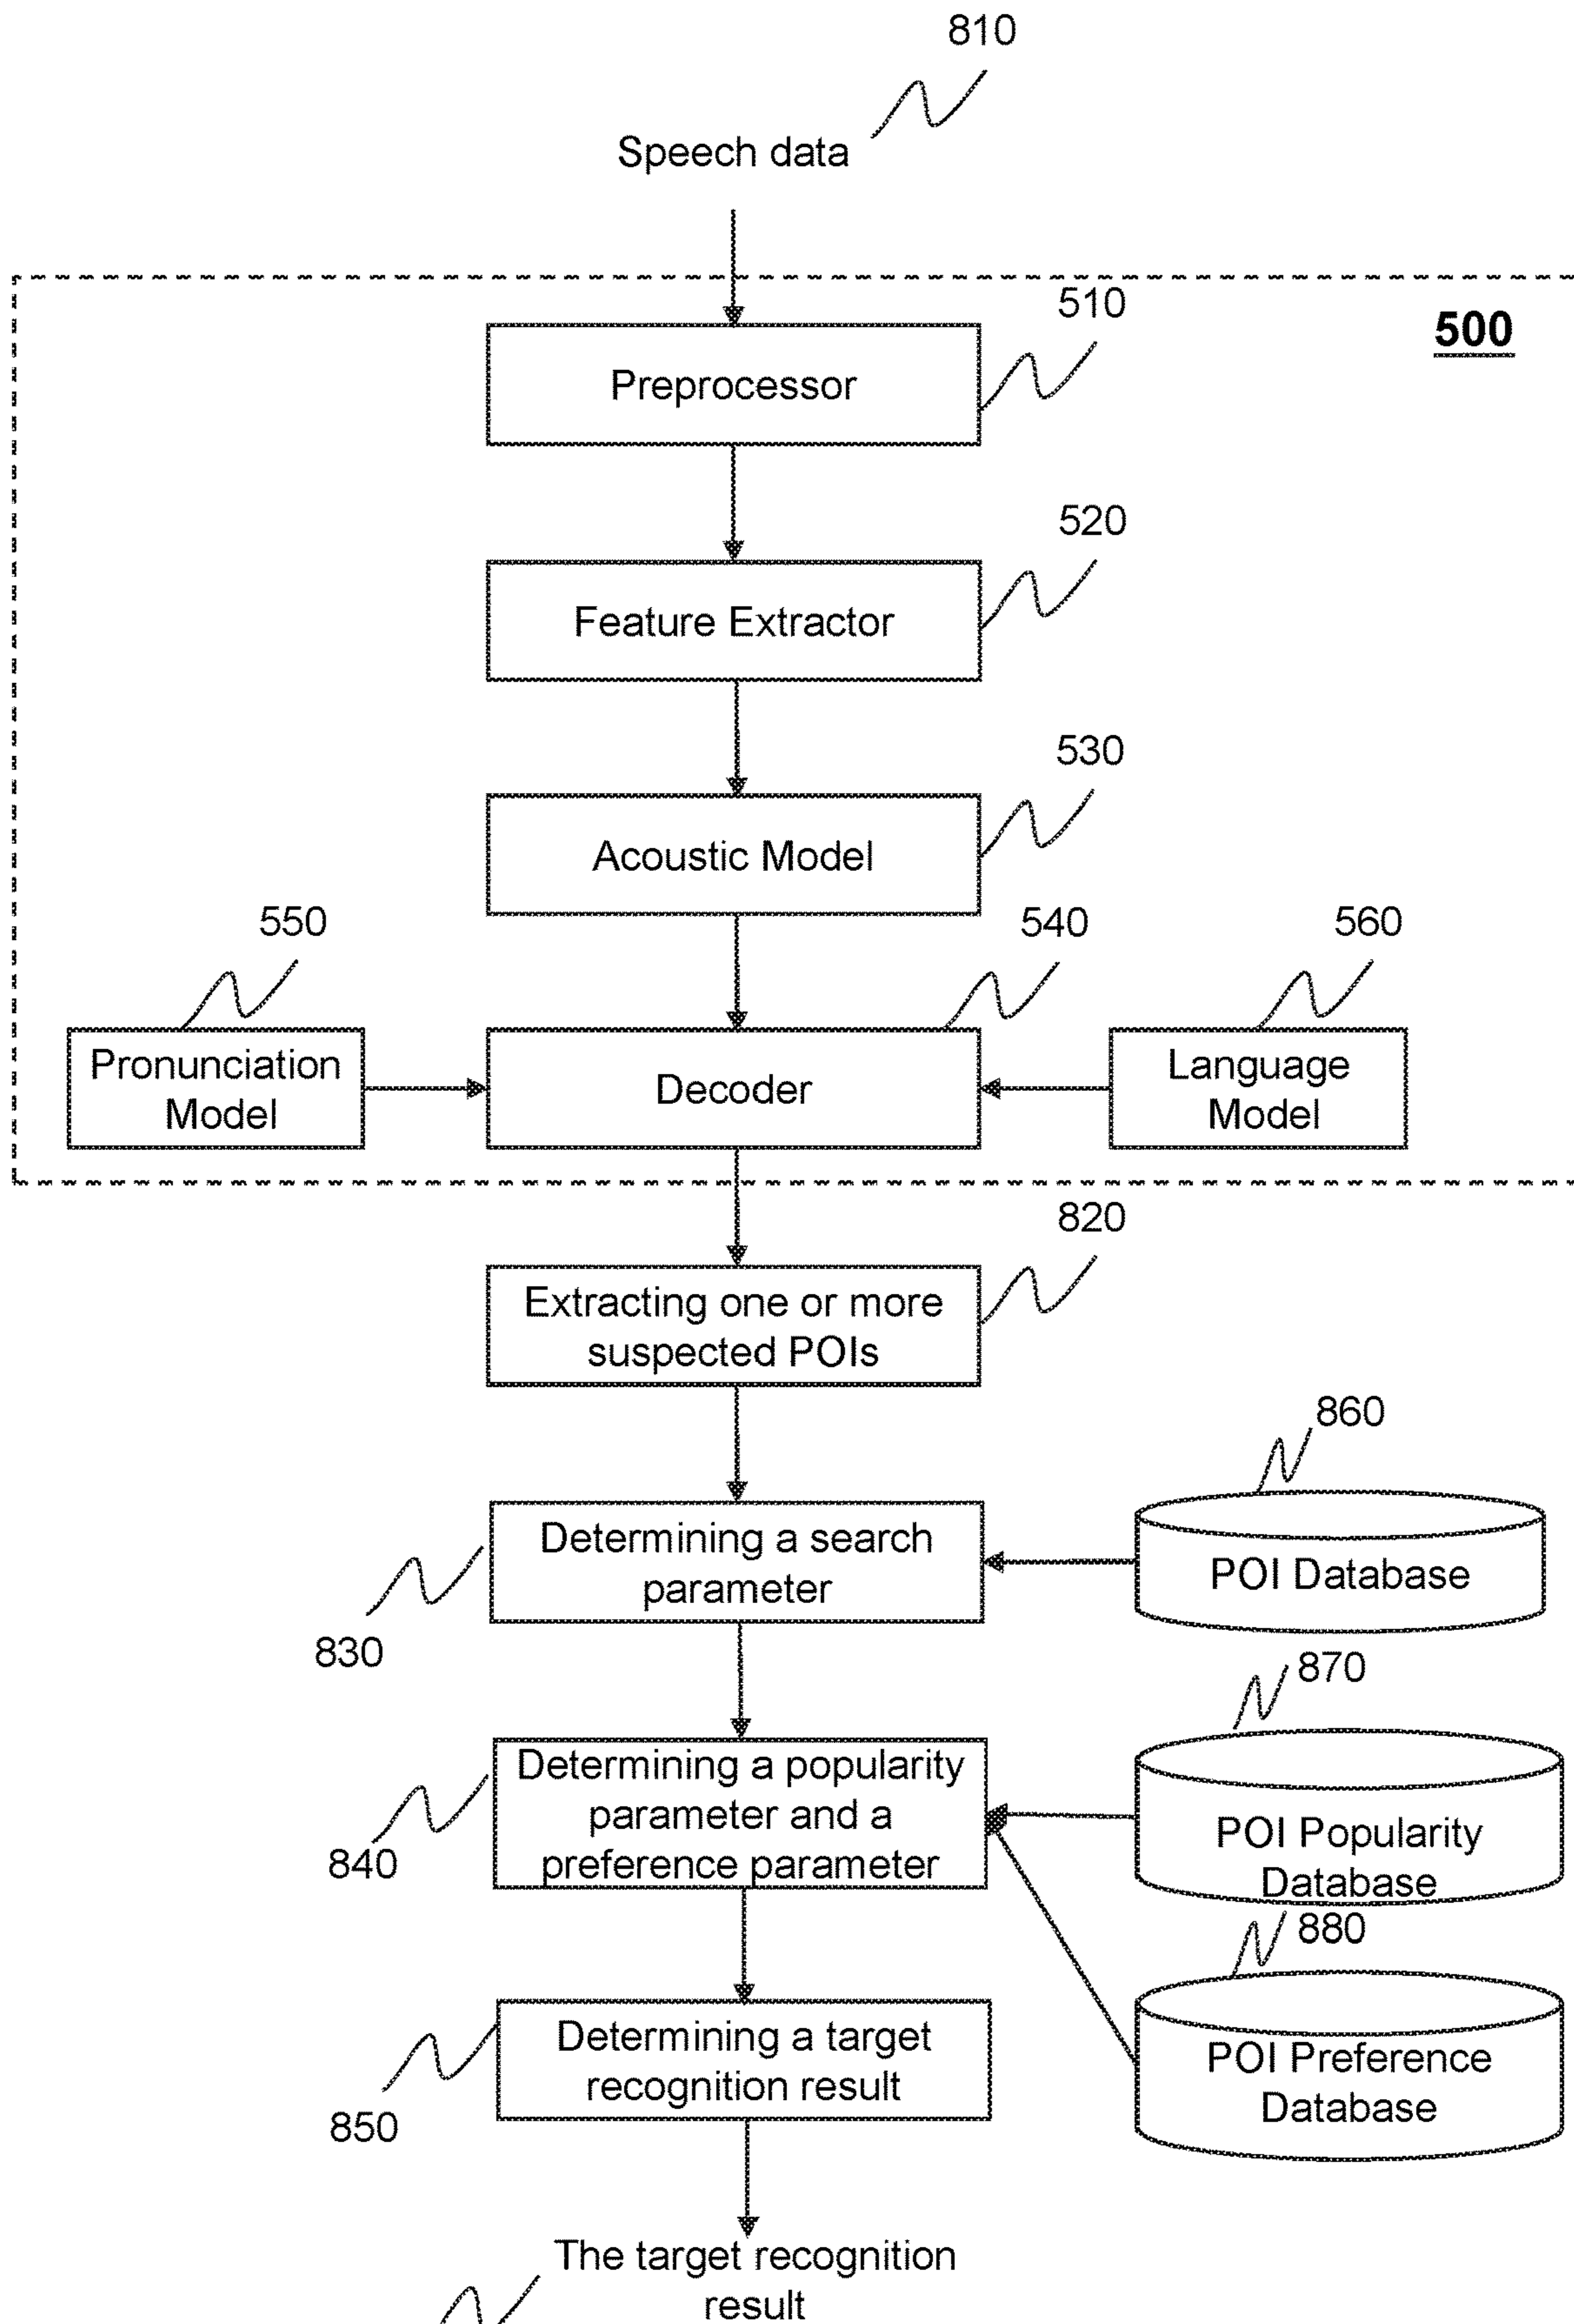 810
Speech data
510
500
Preprocessor
520
Feature Extractor
530
Acoustic Model
550
540
560
Pronunciation
Model
Decoder
Language
Model
820
Extracting one or more
suspected POIs
860
Determining a search
parameter
POI Database
830
870
Determining a popularity
parameter and a
preference parameter
POI Popularity
Database
840
880
Determining a target
recognition result
POI Preference
Database
850
The target recognition
result